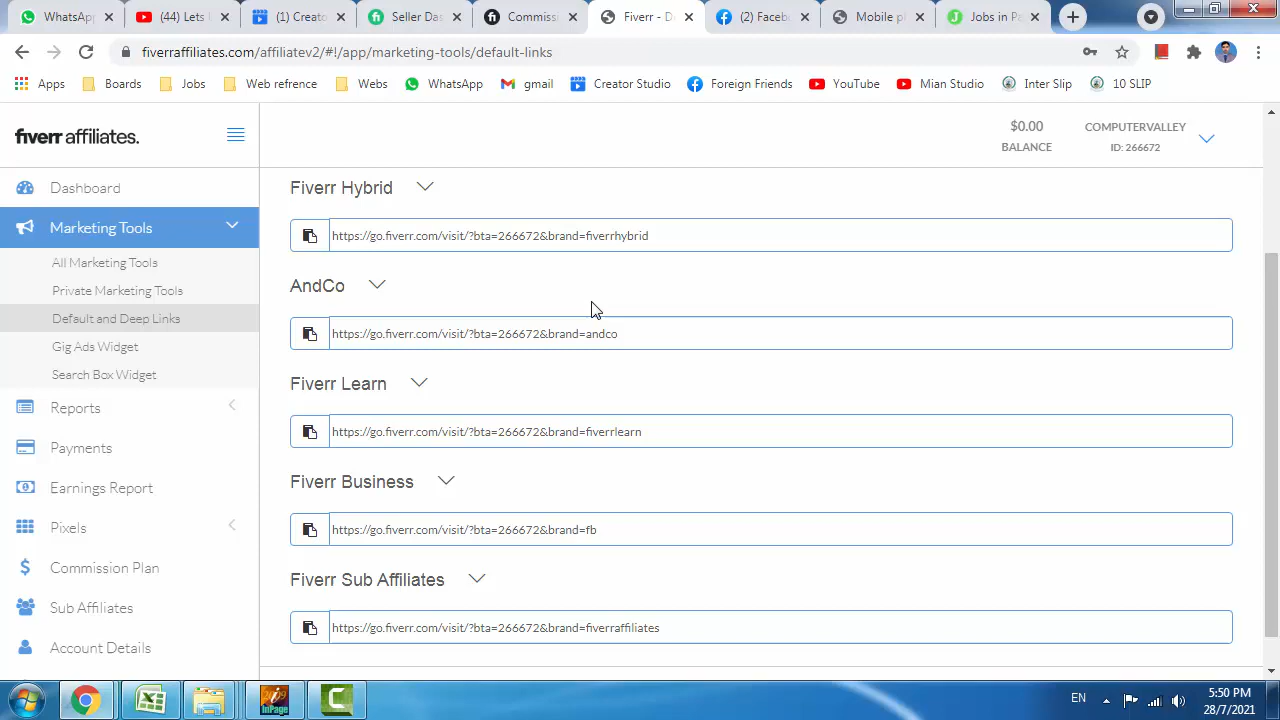 WhatsApp
(44) Lets
(1) Creato
Seller dat
Commiss
Fiverr - D
(2) Faceb
Mobile p
Jobs in P
fiverraffiliates.com/affiliatev2/#!/app/marketing-tools/default-links
Apps
Boards
Jobs
Web refrence
Webs
WhatsApp
gmail
Creator Studio
Foreign Friends
YouTube
Mian Studio
Inter Slip
10 SLIP
fiverr affiliates.
$0.00
BALANCE
COMPUTERVALLEY
ID: 266672
Dashboard
Marketing Tools
All Marketing Tools
Private Marketing Tools
Default and Deep Links
Gig Ads Widget
Search Box Widget
Reports
Payments
Earnings Report
Pixels
Commission Plan
Sub Affiliates
Account Details
Fiverr Hybrid
https://go.fiverr.com/visit/?bta=266672&brand=fiverrhybrid
AndCo
https://go.fiverr.com/visit/?bta=266672&brand=andco
Fiverr Learn
https://go.fiverr.com/visit/?bta=266672&brand=fiverrlearn
Fiverr Business
https://go.fiverr.com/visit/?bta=266672&brand=fb
Fiverr Sub Affiliates
https://go.fiverr.com/visit/?bta=266672&brand=fiverraffiliates
InPage
EN
5:50 PM
28/7/2021